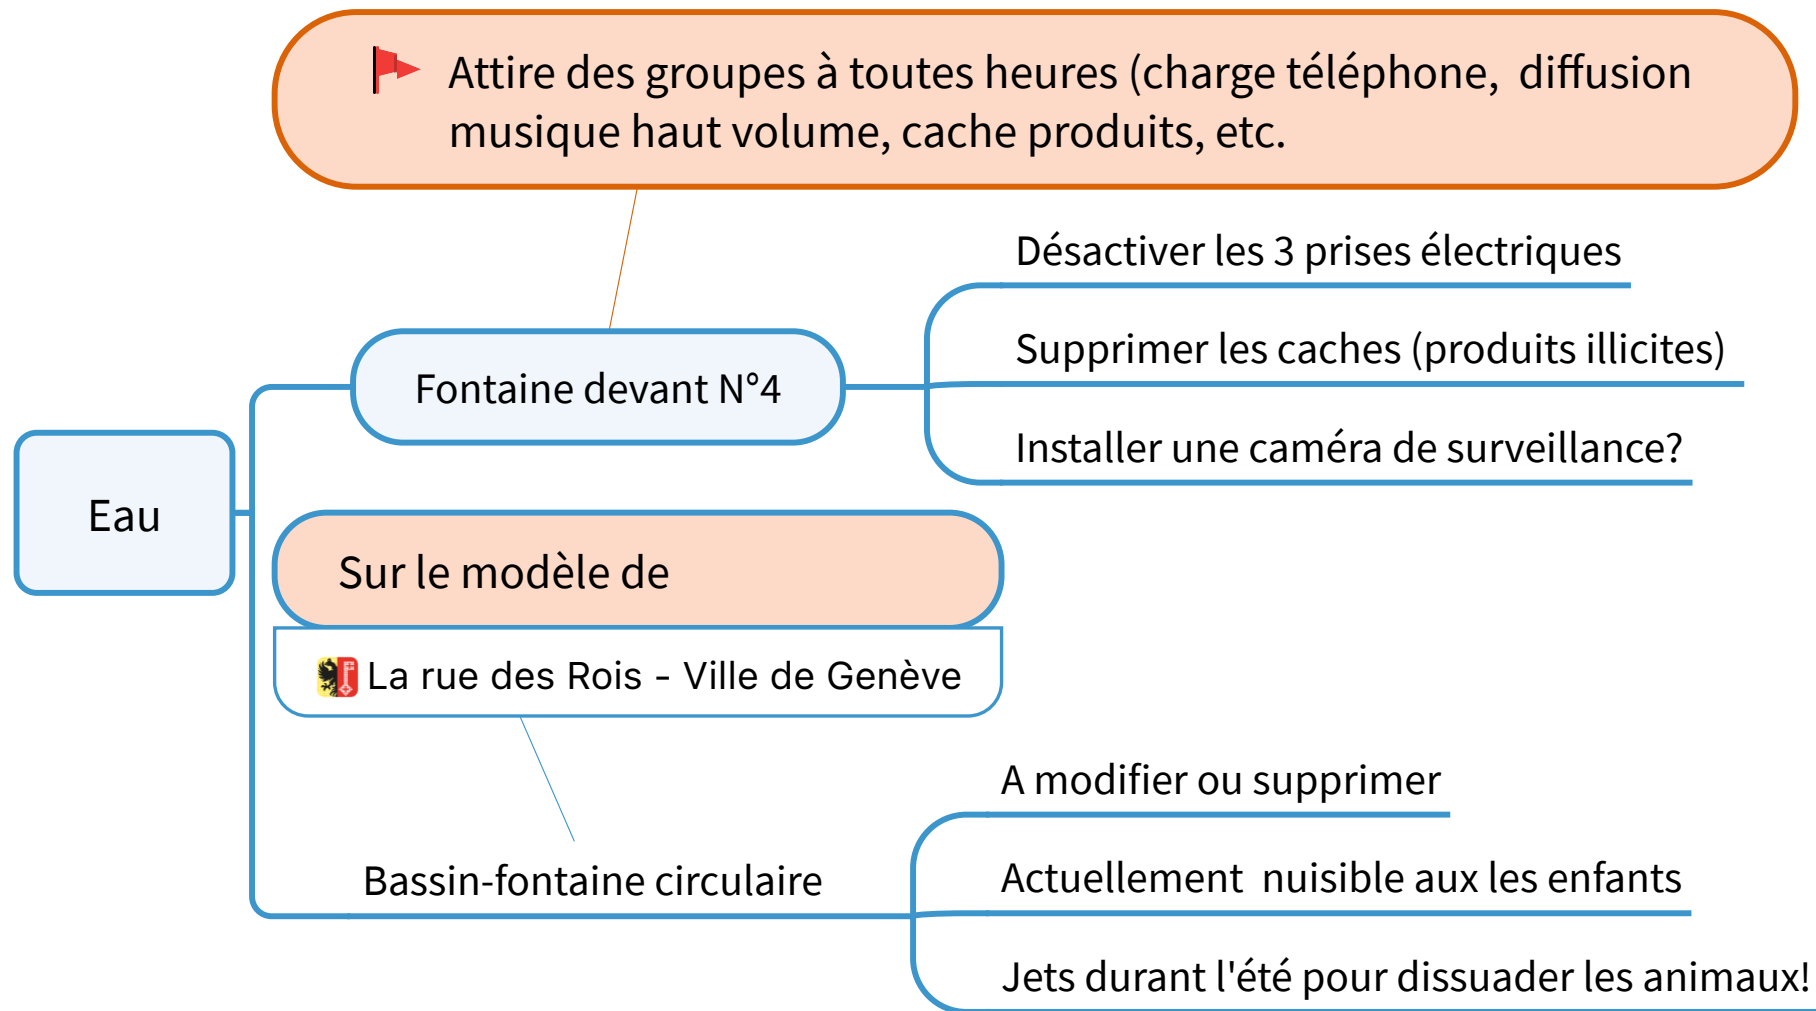 Attire des groupes à toutes heures (charge téléphone,  diffusion
musique haut volume, cache produits, etc.
Désactiver les 3 prises électriques
Supprimer les caches (produits illicites)
Fontaine devant N°4
Installer une caméra de surveillance?
Eau
Sur le modèle de
La rue des Rois - Ville de Genève
A modifier ou supprimer
Bassin-fontaine circulaire
Actuellement  nuisible aux les enfants
Jets durant l'été pour dissuader les animaux!